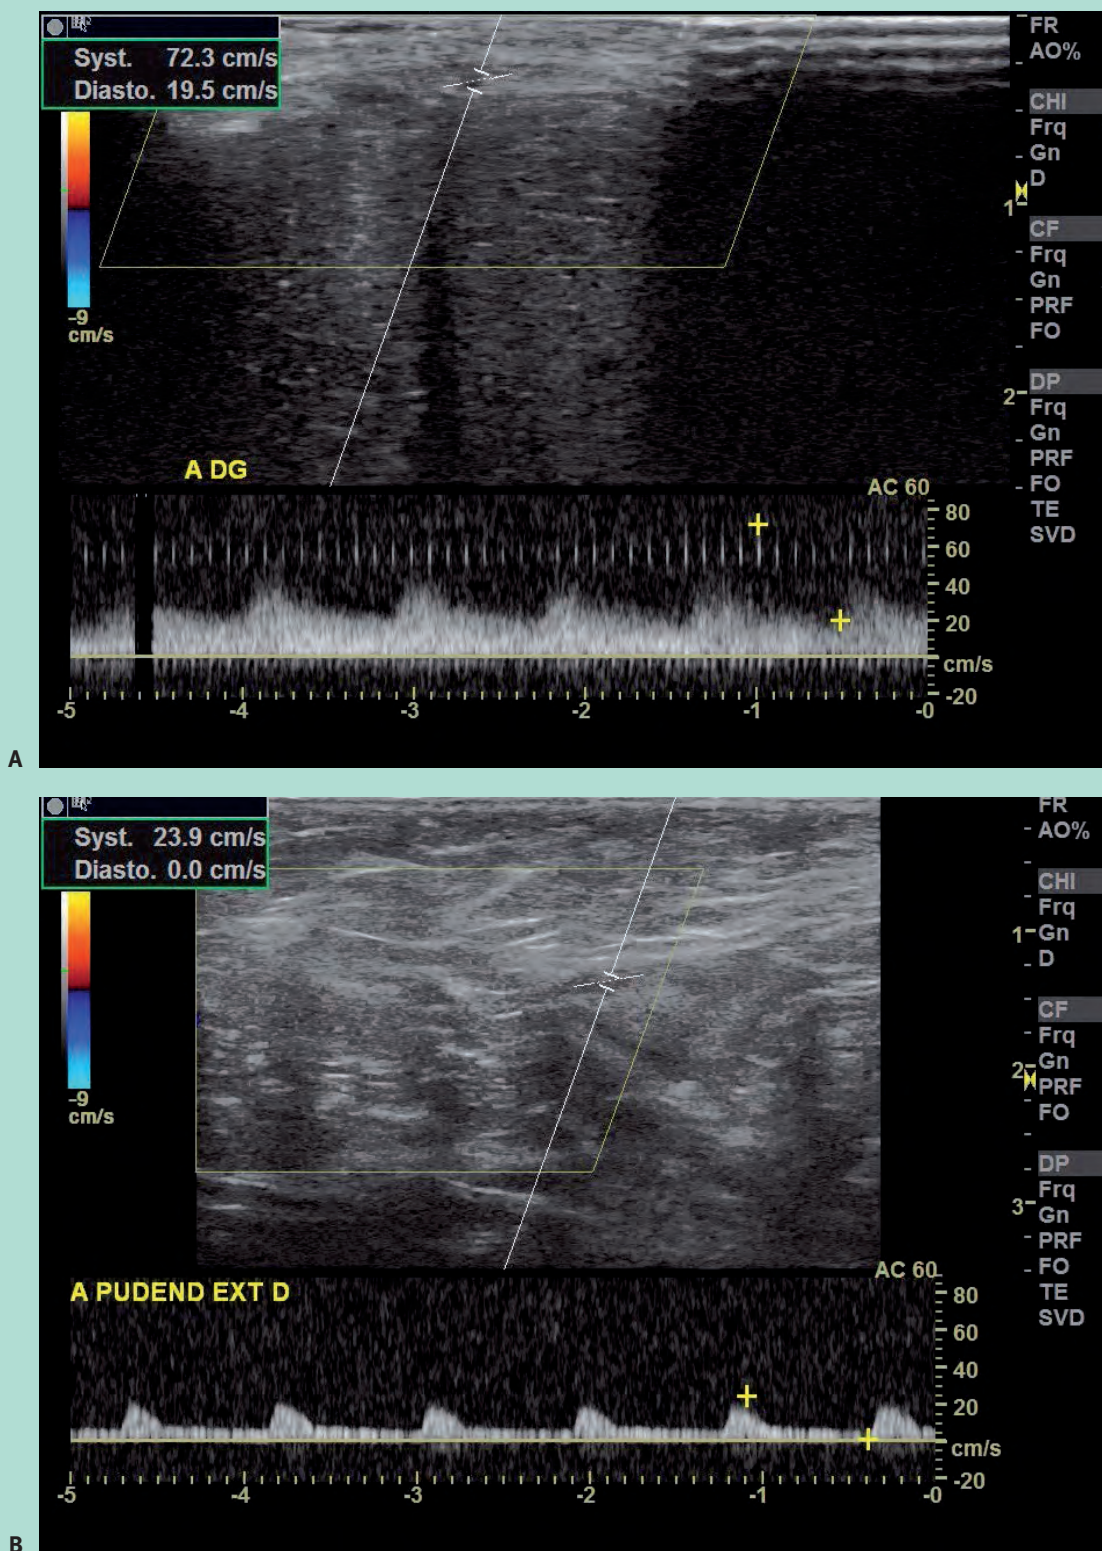 Syst. 72.3 cm/s
Diasto. 19.5 cm/s
-9
cm/s
FR
AO%
CHI
Frq
Gn
D
1
CF
Frq
Gn
PRF
FO
2
DP
Frq
Gn
PRF
FO
TE
SVD
A DG
AC 60
80
60
40
20
cm/s
-20
-5 -4 -3 -2 -1 -0
A
Syst. 23.9 cm/s
Diasto. 0.0 cm/s
-9
cm/s
FR
AO%
CHI
Frq
1 Gn
D
CF
Frq
Gn
2 PRF
FO
DP
Frq
3 Gn
PRF
FO
TE
SVD
AC 60
A PUDEND EXT D
80
60
40
20
cm/s
-20
-5 -4 -3 -2 -1 -0
B